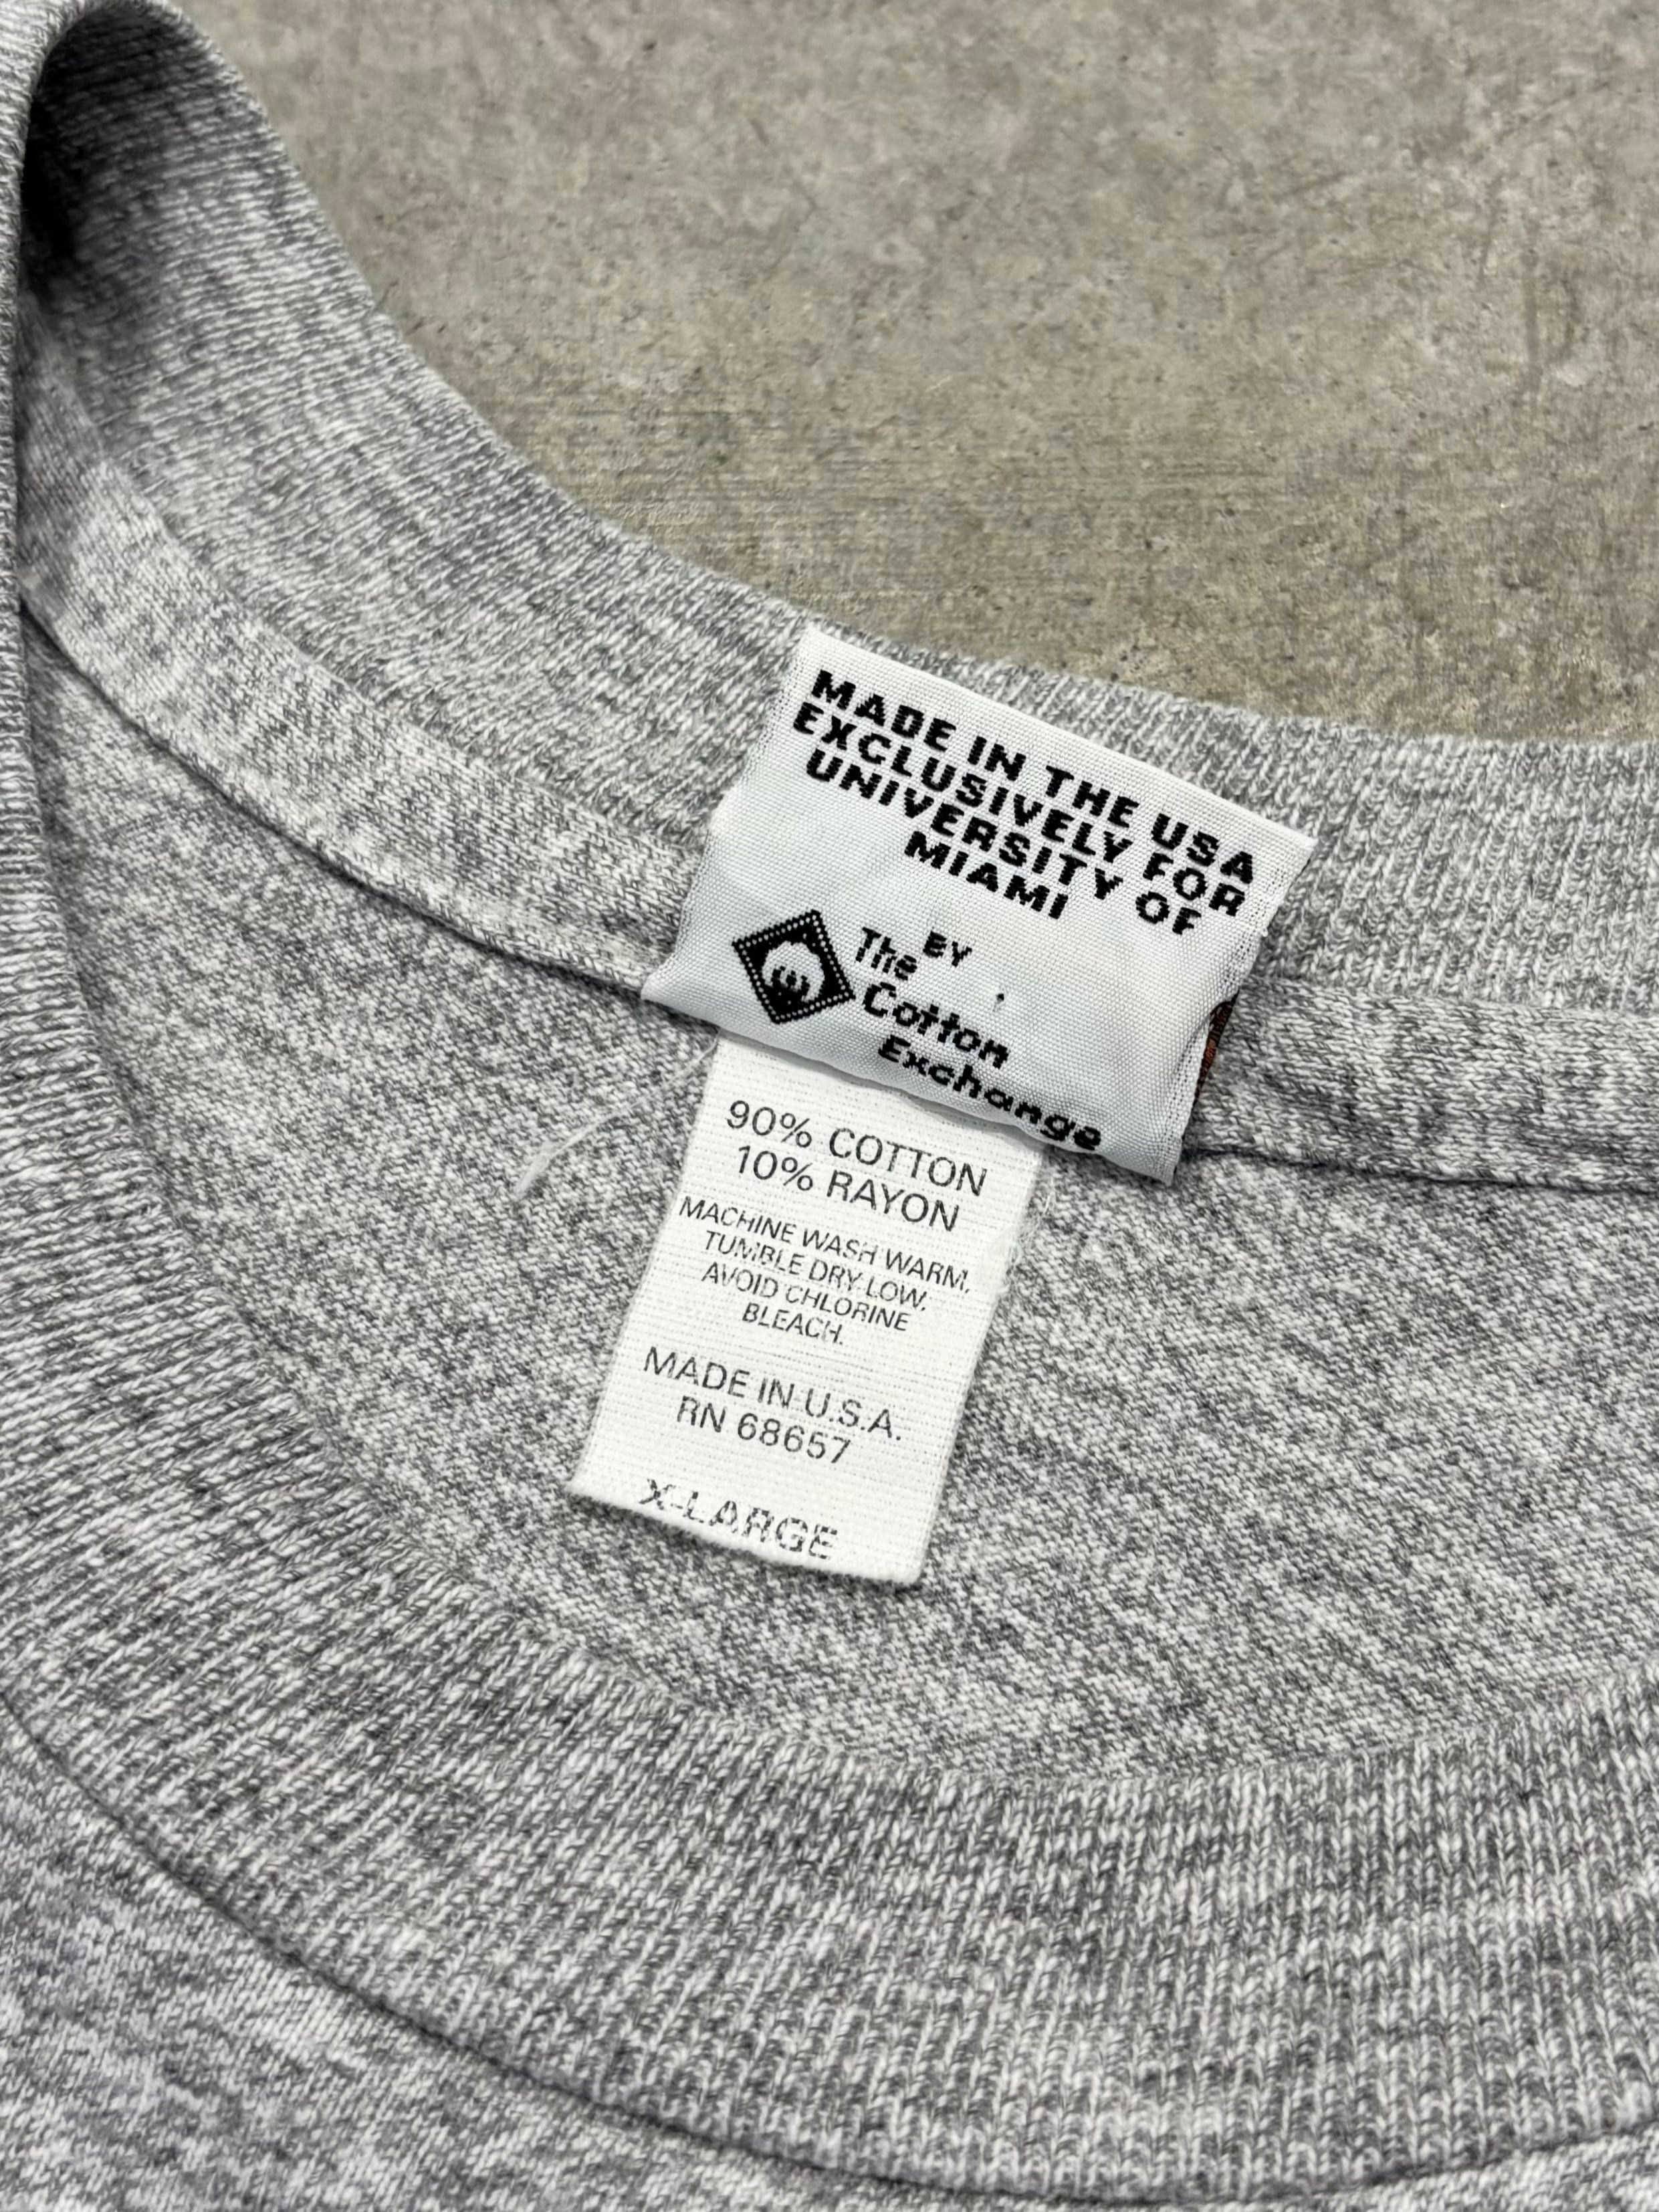 MADE IN THE USA
EXCLUSIVELY FOR
UNIVERSITY OF
MIAMI
BY
The
Cotton
Exchange
90% COTTON
10% RAYON
MACHINE WASH WARM,
TUMBLE DRY LOW.
AVOID CHLORINE
BLEACH.
MADE IN U.S.A.
RN 68657
X-LARGE